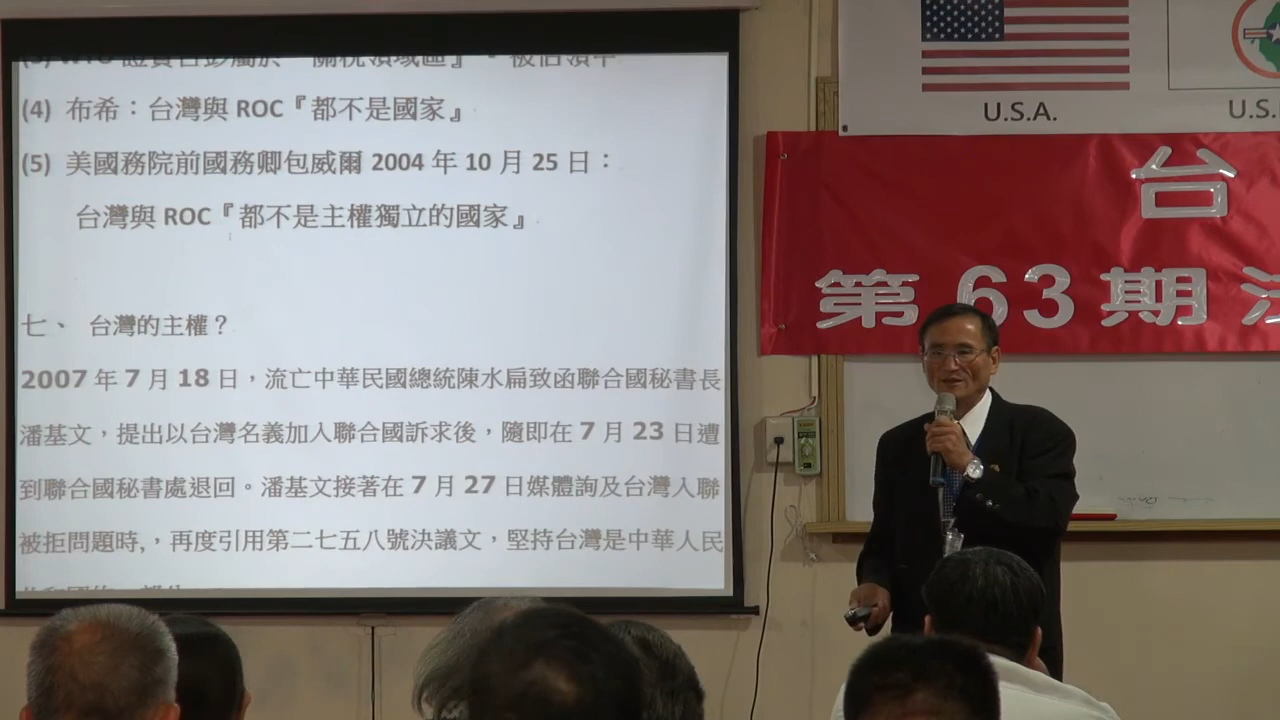 (4) 布希：台灣與 ROC『都不是國家』
(5) 美國務院前國務卿包威爾 2004 年 10 月 25 日：
台灣與 ROC『都不是主權獨立的國家』
七、 台灣的主權？
2007 年 7 月 18 日，流亡中華民國總統陳水扁致函聯合國秘書長
潘基文，提出以台灣名義加入聯合國訴求後，隨即在 7 月 23 日遭
到聯合國秘書處退回。潘基文接著在 7 月 27 日媒體詢及台灣入聯
被拒問題時,，再度引用第二七五八號決議文，堅持台灣是中華人民
U.S.A.
U.S.
台
第 63 期